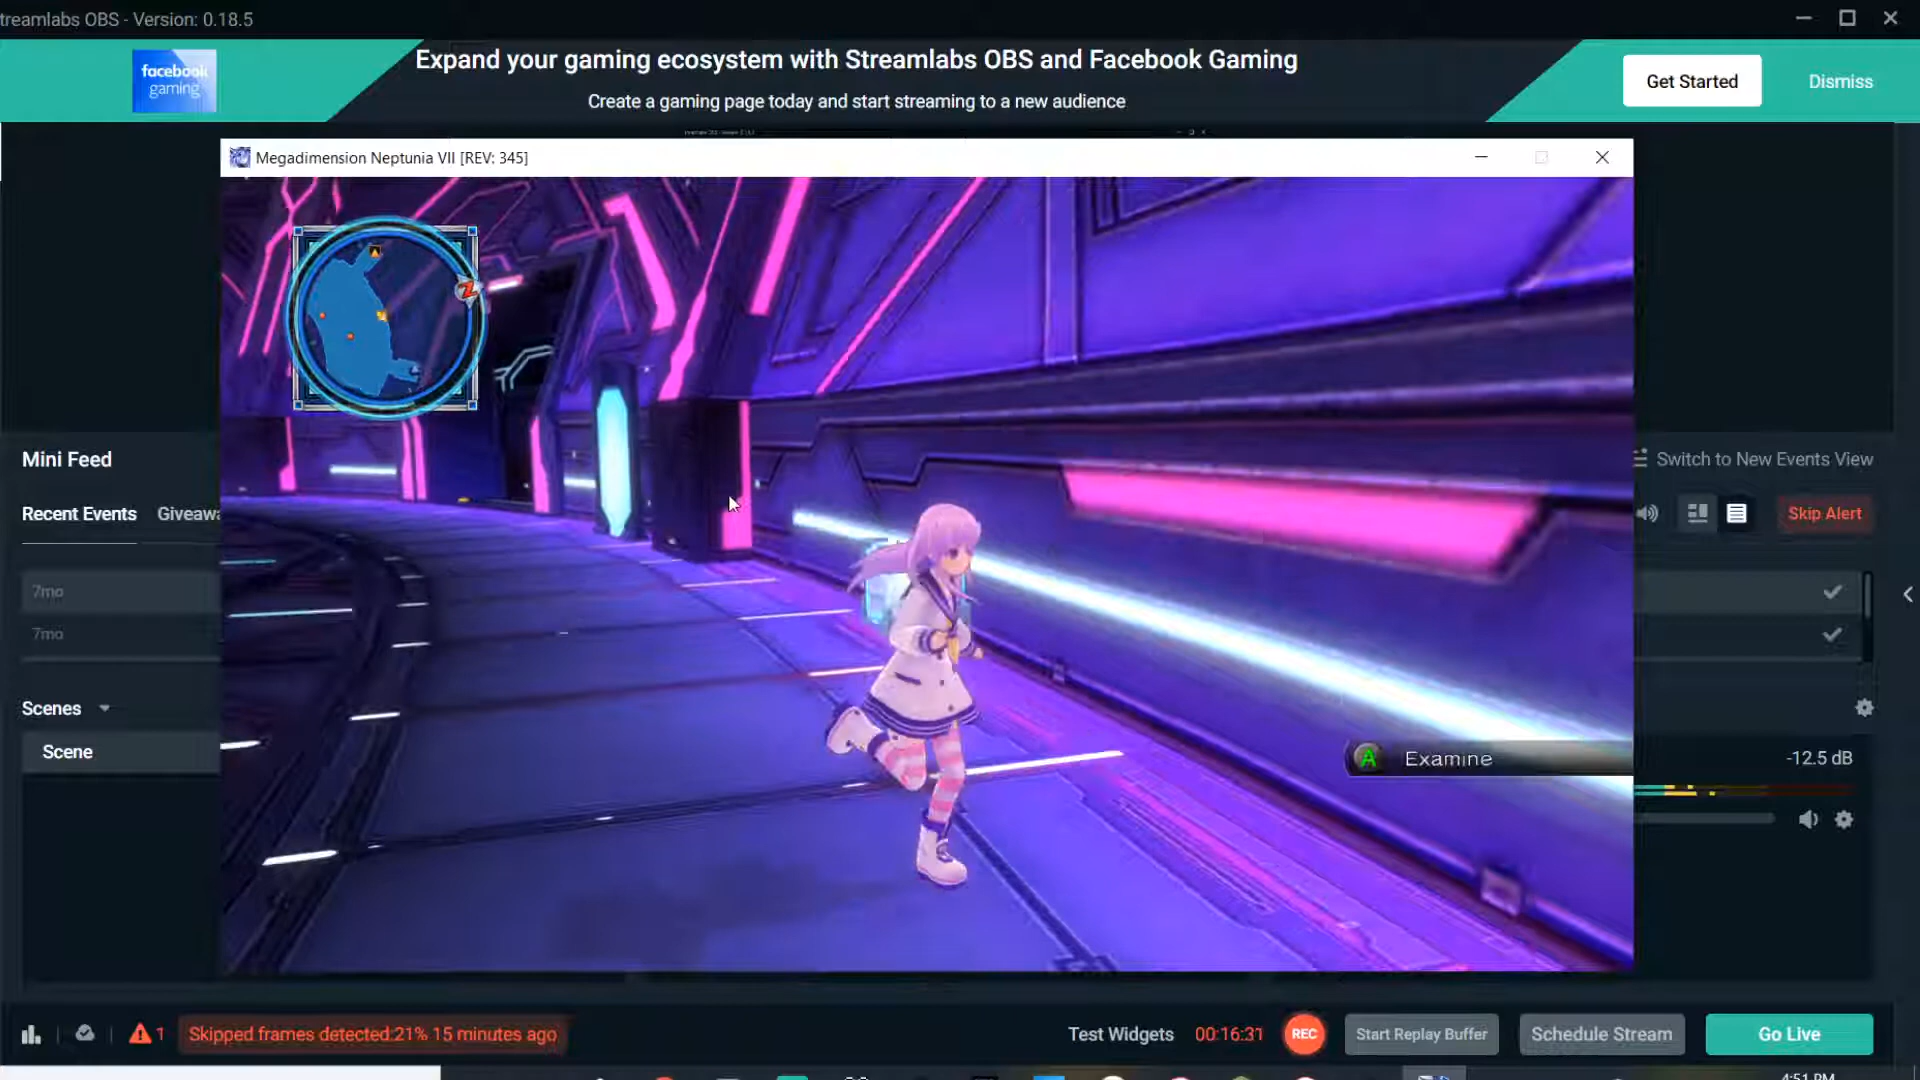 treamlabs OBS - Version: 0.18.5
facebook
gaming
Expand your gaming ecosystem with Streamlabs OBS and Facebook Gaming
Create a gaming page today and start streaming to a new audience
Get Started
Dismiss
Megadimension Neptunia VII [REV: 345]
Z
Mini Feed
Switch to New Events View
Recent Events
Giveawa
Skip Alert
7mo
7mo
Scenes
Scene
A Examine
-12.5 dB
1
Skipped frames detected:21% 15 minutes ago
Test Widgets
00:16:31
REC
Start Replay Buffer
Schedule Stream
Go Live
4:51 PM